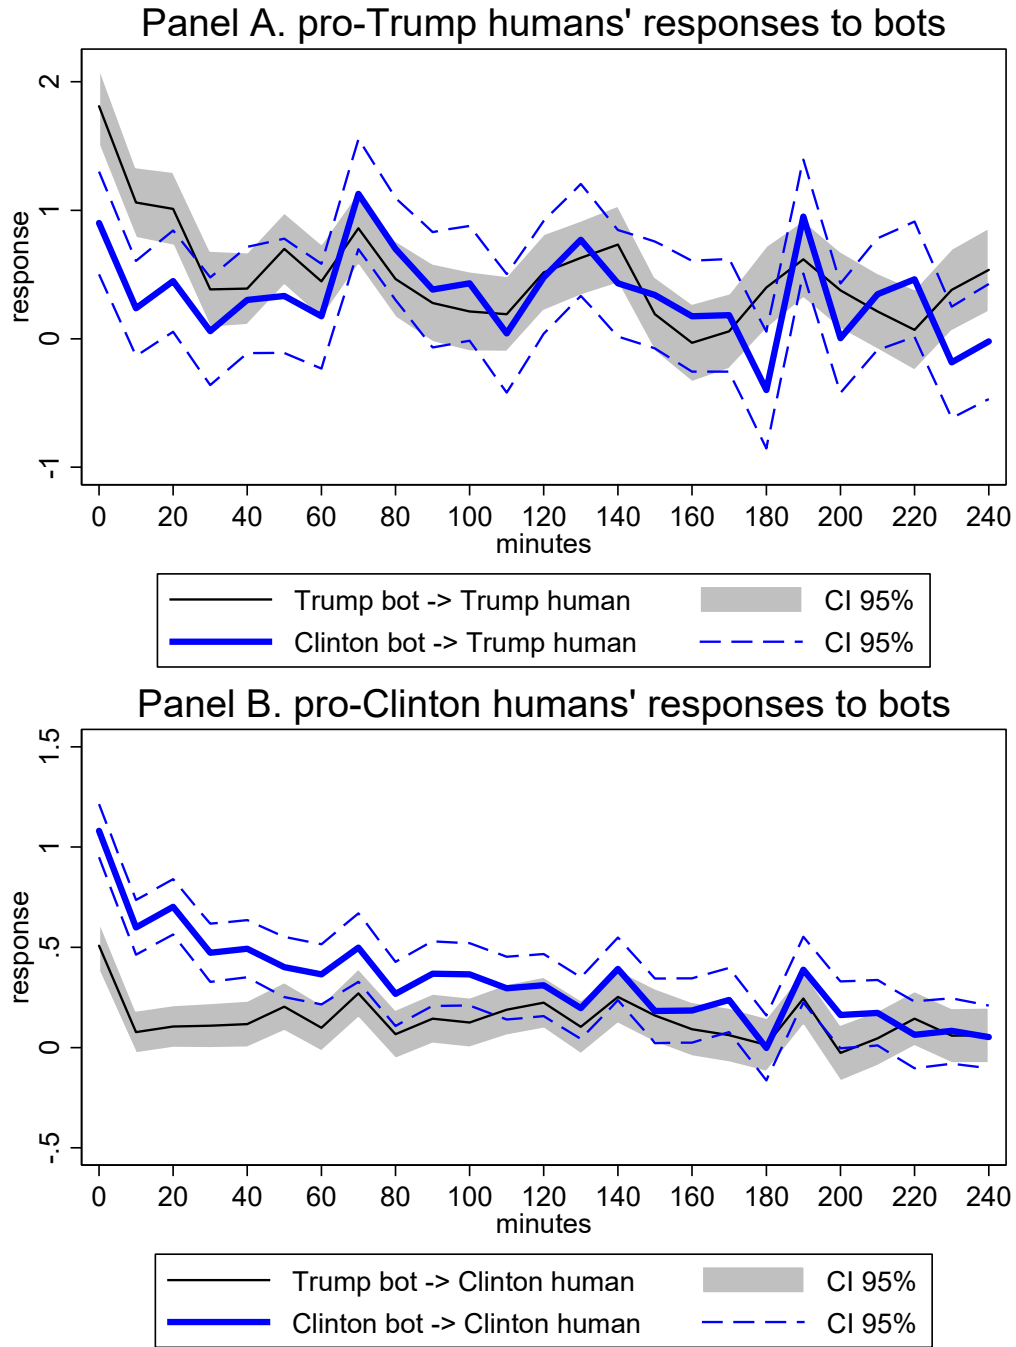 Panel A. pro-Trump humans' responses to bots
2
1
0
-1
response
0 20 40 60 80 100 120 140 160 180 200 220 240
minutes
Trump bot -> Trump human CI 95%
Clinton bot -> Trump human CI 95%
Panel B. pro-Clinton humans' responses to bots
1.5
1
.5
0
-.5
response
0 20 40 60 80 100 120 140 160 180 200 220 240
minutes
Trump bot -> Clinton human CI 95%
Clinton bot -> Clinton human CI 95%